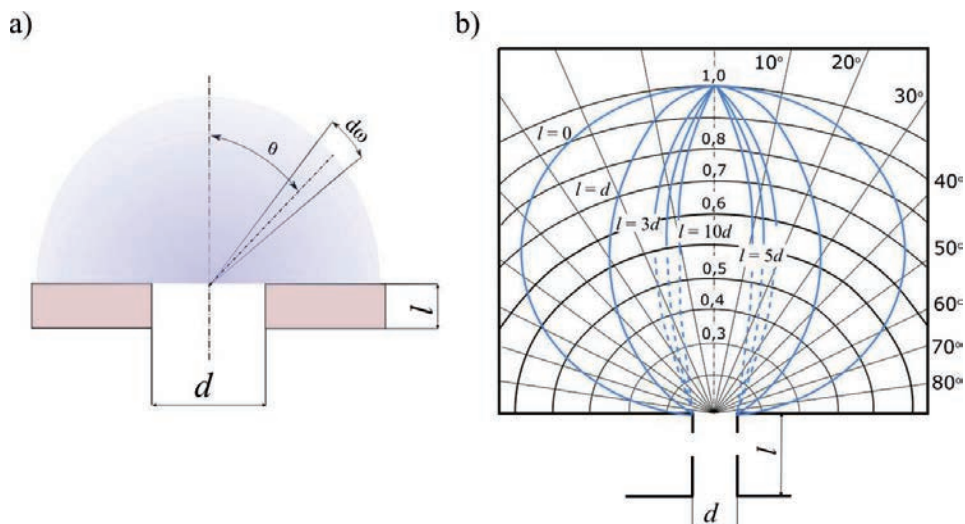 a)
θ
dω
l
d
b)
10°
20°
30°
40°
50°
60°
70°
80°
1,0
0,8
0,7
0,6
0,5
0,4
0,3
l = 0
l = d
l = 3d
l = 10d
l = 5d
l
d